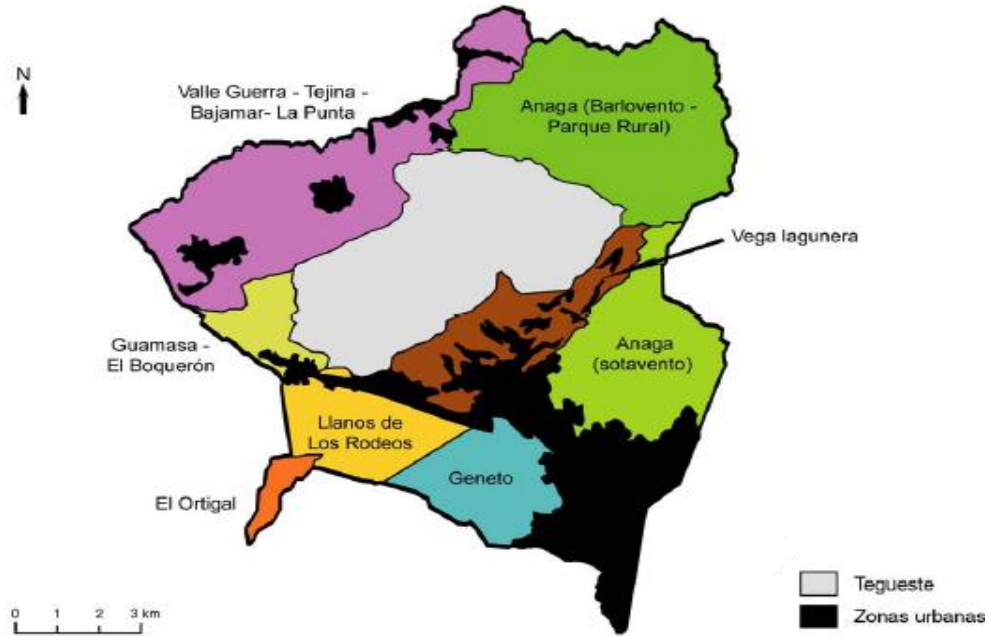 N
Valle Guerra - Tejina -
Bajamar- La Punta
Anaga (Barlovento -
Parque Rural)
Vega lagunera
Guamasa -
El Boquerón
Anaga
(sotavento)
Llanos de
Los Rodeos
Geneto
El Ortigal
0 1 2 3 km
Tegueste
Zonas urbanas